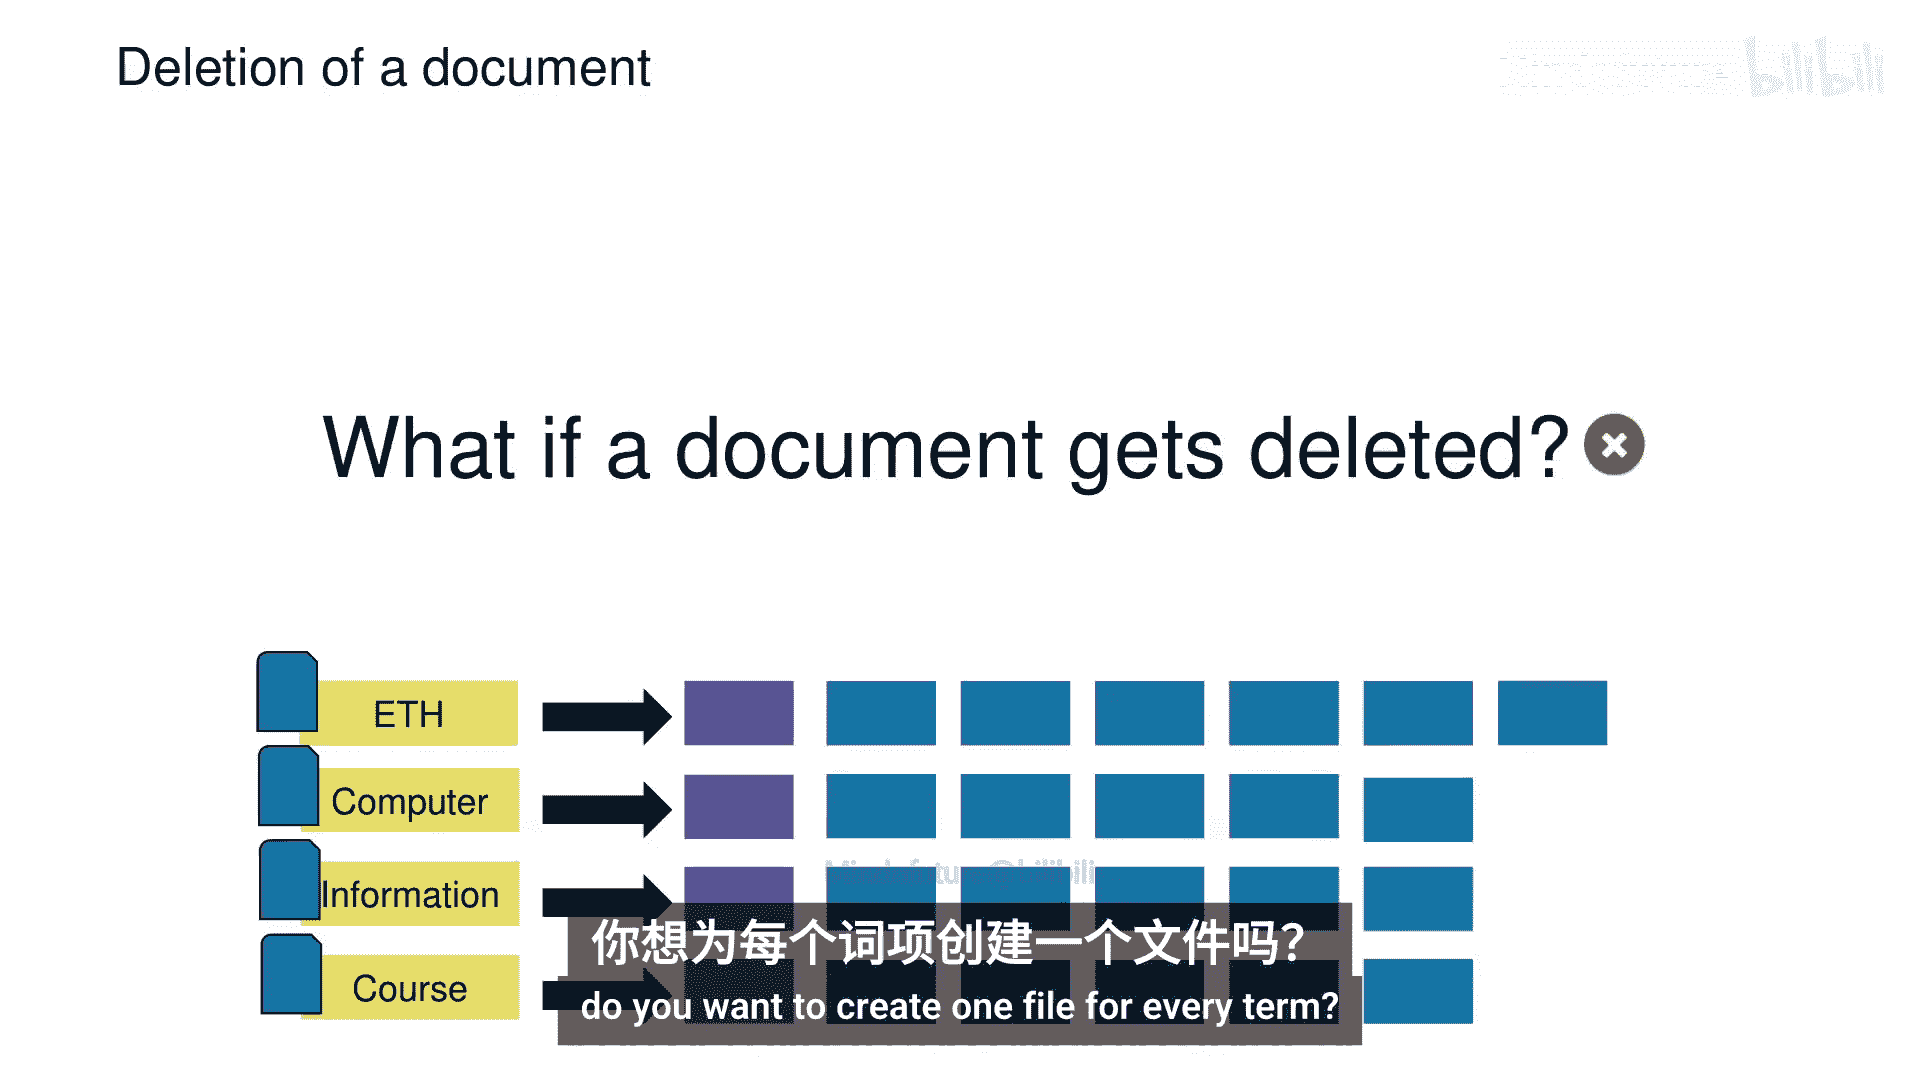 Deletion of a document
bilibili
What if a document gets deleted?
ETH
Computer
Information
Course
你想为每个词项创建一个文件吗？
do you want to create one file for every term?